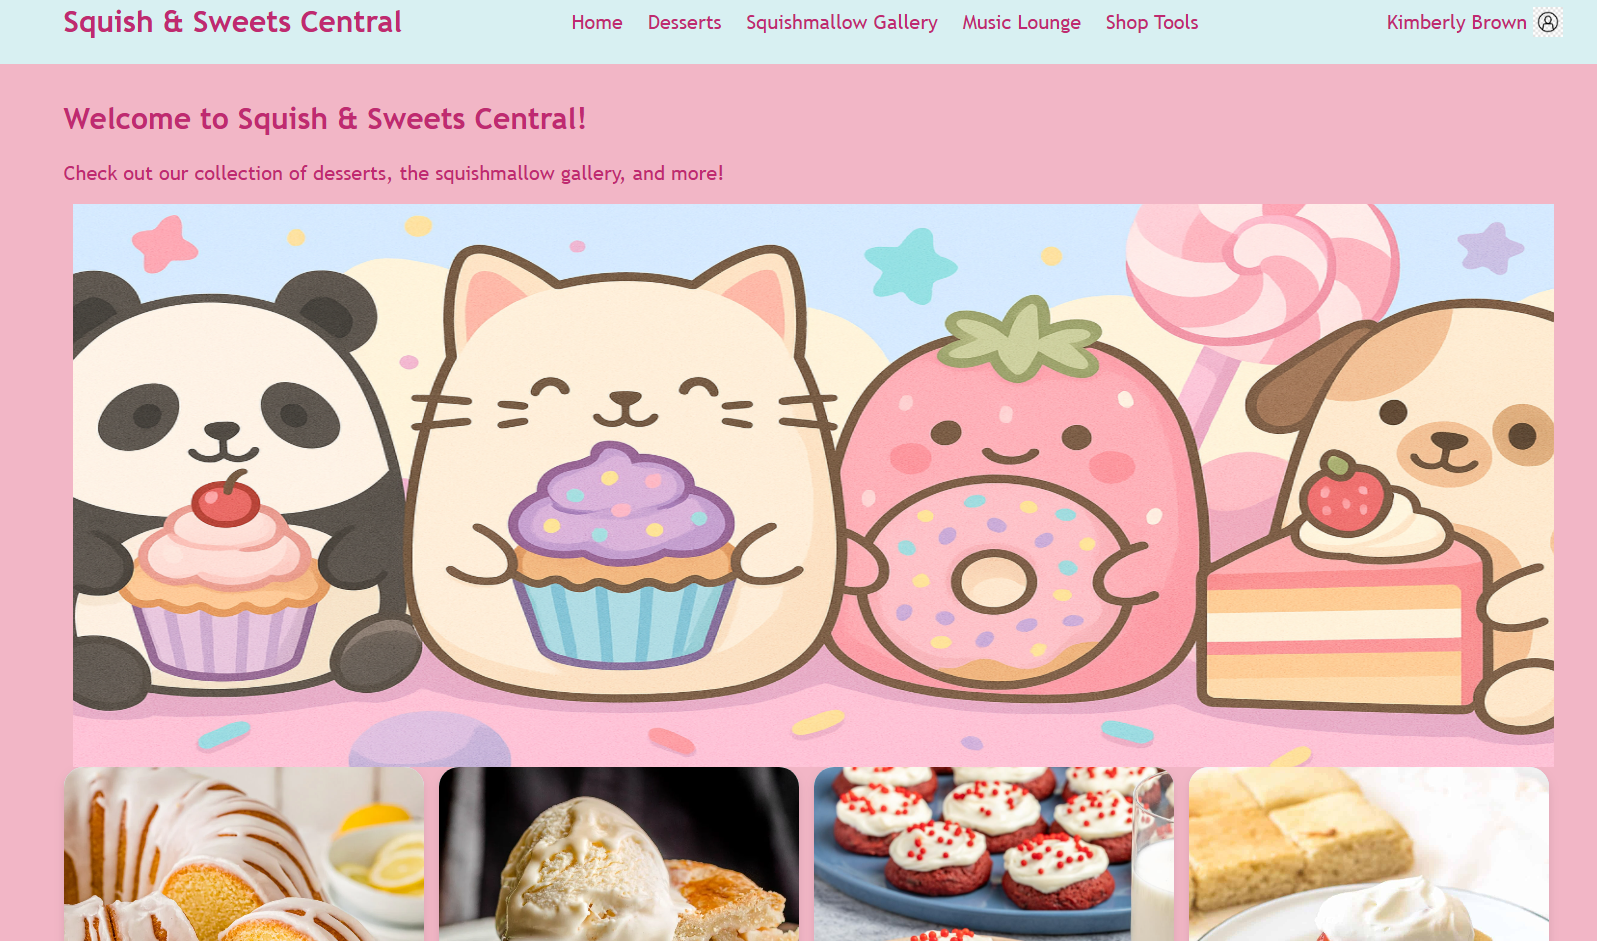 Squish & Sweets Central
Home Desserts Squishmallow Gallery Music Lounge Shop Tools
Kimberly Brown
Welcome to Squish & Sweets Central!
Check out our collection of desserts, the squishmallow gallery, and more!